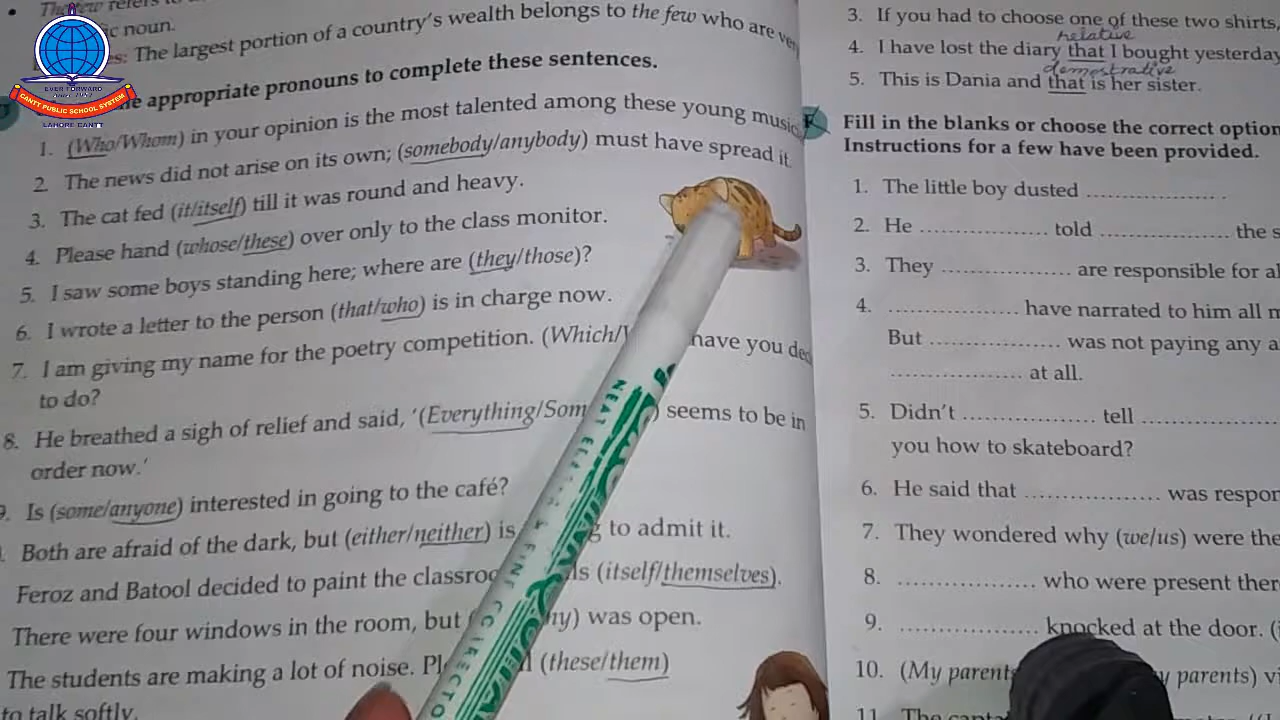 EVER FORWARD
CANTT PUBLIC SCHOOL SYSTEM
LAHORE CANTT
refers to
noun.
The largest portion of a country's wealth belongs to the few who are
appropriate pronouns to complete these sentences.
1. (Who/Whom) in your opinion is the most talented among these young
2. The news did not arise on its own; (somebody/anybody) must have spread it.
3. The cat fed (it/itself) till it was round and heavy.
4. Please hand (whose/these) over only to the class monitor.
5. I saw some boys standing here; where are (they/those)?
6. I wrote a letter to the person (that/who) is in charge now.
7. I am giving my name for the poetry competition. (Which/ have you
to do?
8. He breathed a sigh of relief and said, '(Everything/ seems to be in
order now.'
9. Is (some/anyone) interested in going to the café?
Both are afraid of the dark, but (either/neither) is to admit it.
Feroz and Batool decided to paint the (itself/themselves).
There were four windows in the room, but was open.
The students are making a lot of noise. (these/them)
to talk softly.
3. If you had to choose one of these two shirts,
relative
4. I have lost the diary that I bought yesterday
demostrative
5. This is Dania and that is her sister.
Fill in the blanks or choose the correct option
Instructions for a few have been provided.
1. The little boy dusted .................... .
2. He .................... told .................... the
3. They .................... are responsible for
4. .................... have narrated to him all
But .................... was not paying any
.................... at all.
5. Didn't .................... tell ....................
you how to skateboard?
6. He said that .................... was
7. They wondered why (we/us) were
8. .................... who were present
9. .................... knocked at the door.
10. (My parents) 
11. The